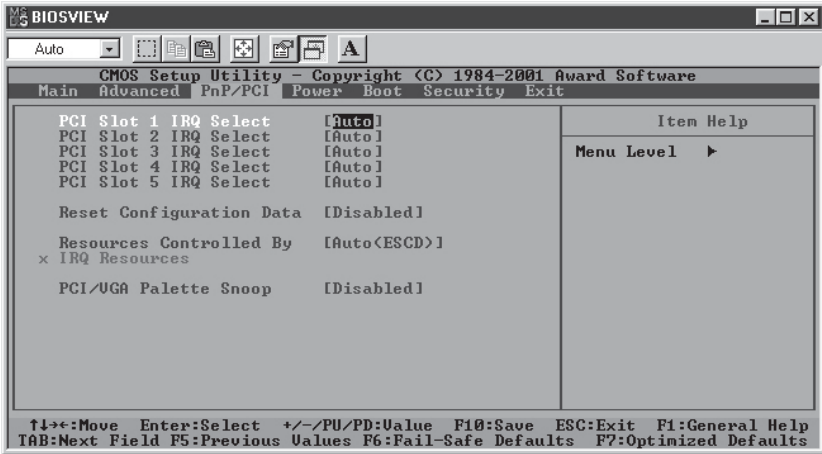 BIOSVIEW
Auto
A
CMOS Setup Utility - Copyright (C) 1984-2001 Award Software
Main Advanced PnP/PCI Power Boot Security Exit
PCI Slot 1 IRQ Select [Auto]
PCI Slot 2 IRQ Select [Auto]
PCI Slot 3 IRQ Select [Auto]
PCI Slot 4 IRQ Select [Auto]
PCI Slot 5 IRQ Select [Auto]
Reset Configuration Data [Disabled]
Resources Controlled By [Auto(ESCD)]
x IRQ Resources
PCI/VGA Palette Snoop [Disabled]
Item Help
Menu Level ▶
↑↓→←:Move Enter:Select +/-/PU/PD:Value F10:Save ESC:Exit F1:General Help
TAB:Next Field F5:Previous Values F6:Fail-Safe Defaults F7:Optimized Defaults